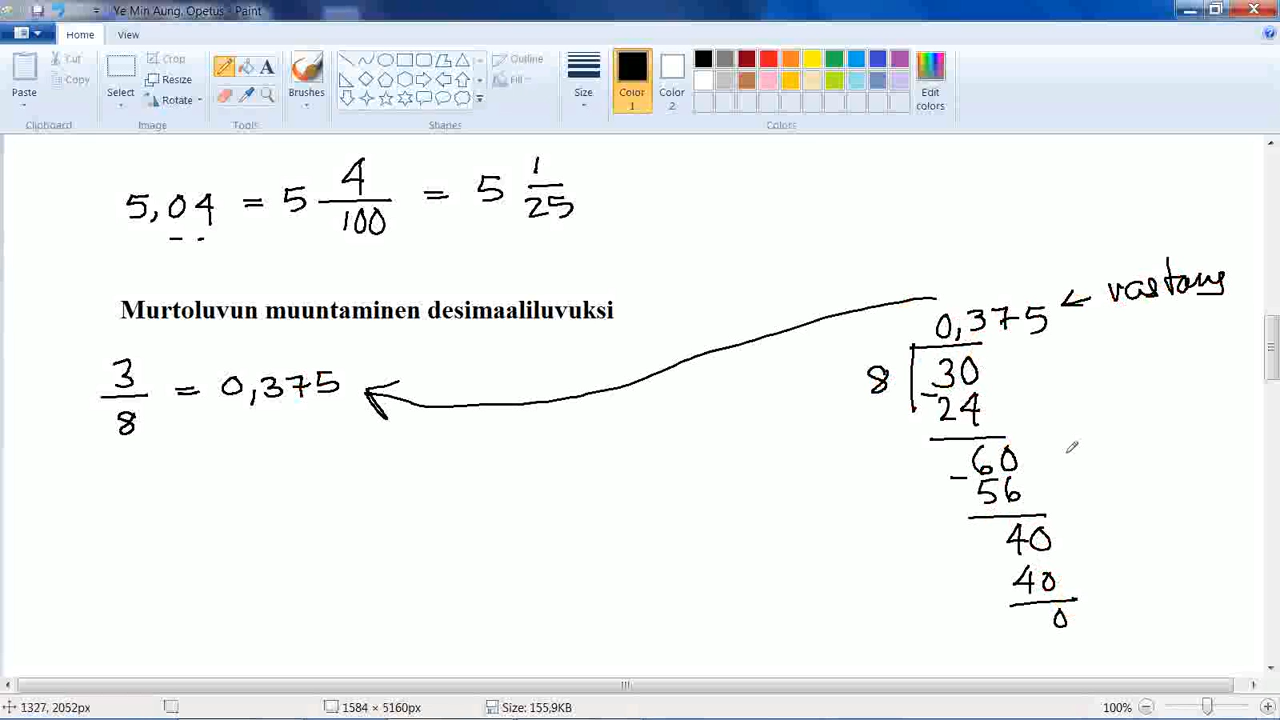 Ye Min Aung, Opetus - Paint
Home View
Paste
Cut
Copy
Select
Crop
Resize
Rotate
Brushes
Outline
Fill
Size
Color 1
Color 2
Edit colors
Clipboard Image Tools Shapes Colors
5,04 = 5 4/100 = 5 1/25
Murtoluvun muuntaminen desimaaliluvuksi
3/8 = 0,375
0,375 ← vastaus
8 30
- 24
60
- 56
40
40
0
1327, 2052px
1584 × 5160px
Size: 155,9KB
100%